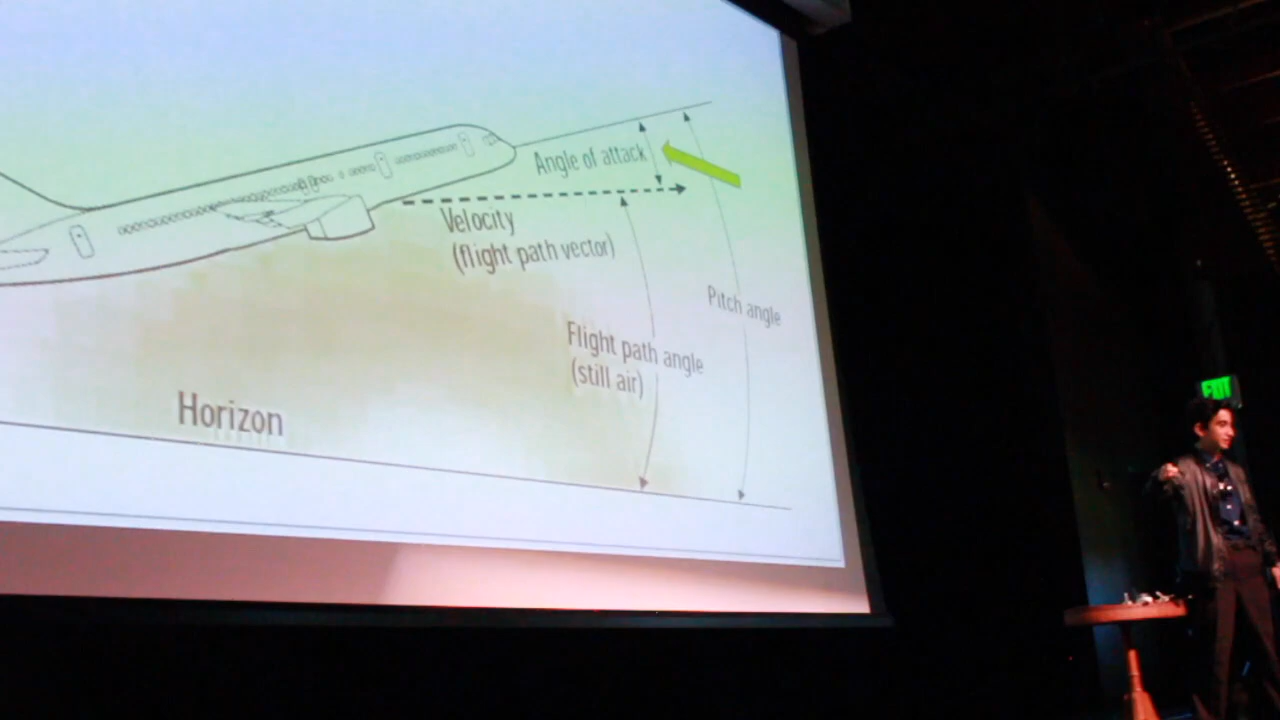 Angle of attack
Velocity
(flight path vector)
Pitch angle
Flight path angle
(still air)
Horizon
EXIT